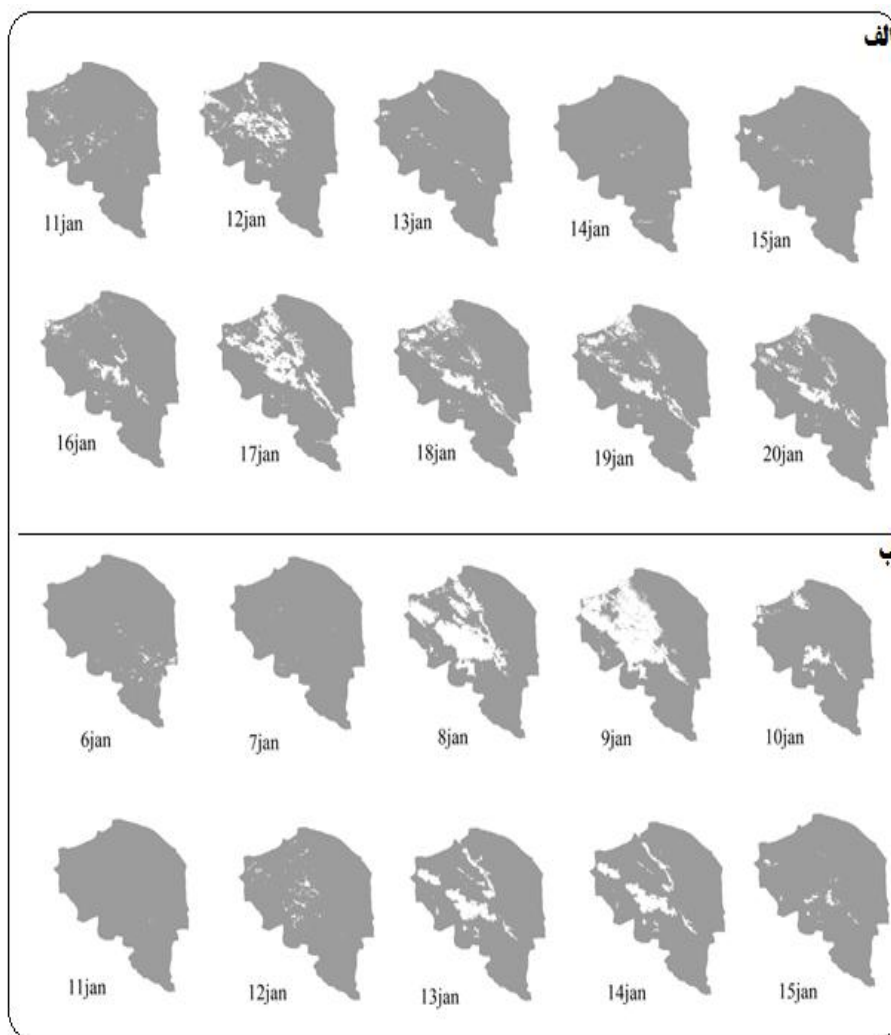 الف
11jan 12jan 13jan 14jan 15jan
16jan 17jan 18jan 19jan 20jan
ب
6jan 7jan 8jan 9jan 10jan
11jan 12jan 13jan 14jan 15jan